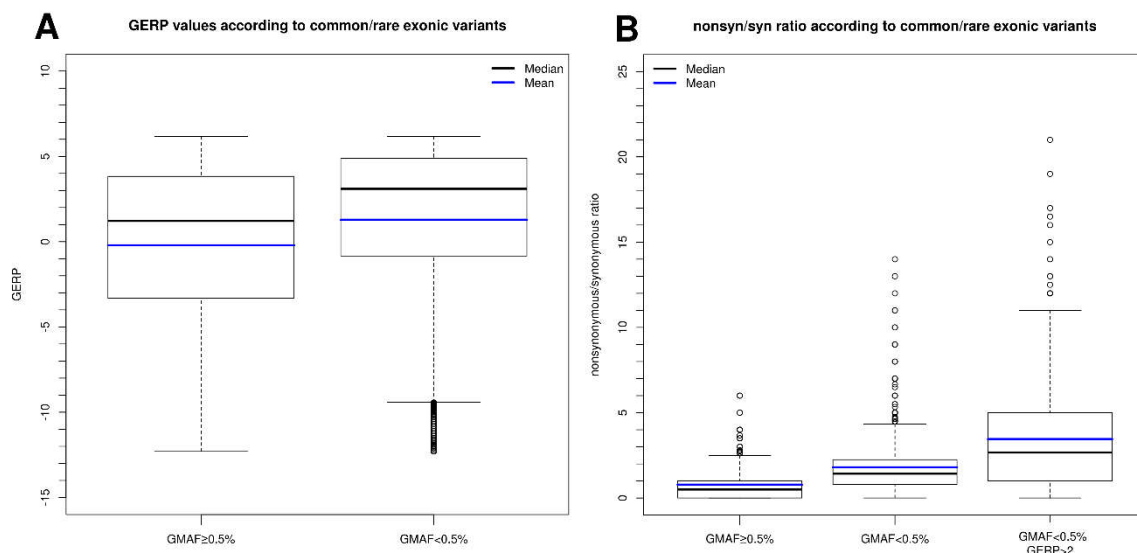 A
GERP values according to common/rare exonic variants
Median
Mean
10
5
0
-5
-10
-15
GERP
GMAF≥0.5%
GMAF<0.5%
B
nonsyn/syn ratio according to common/rare exonic variants
Median
Mean
25
20
15
10
5
0
nonsynonymous/synonymous ratio
GMAF≥0.5%
GMAF<0.5%
GMAF<0.5%
GERP>2